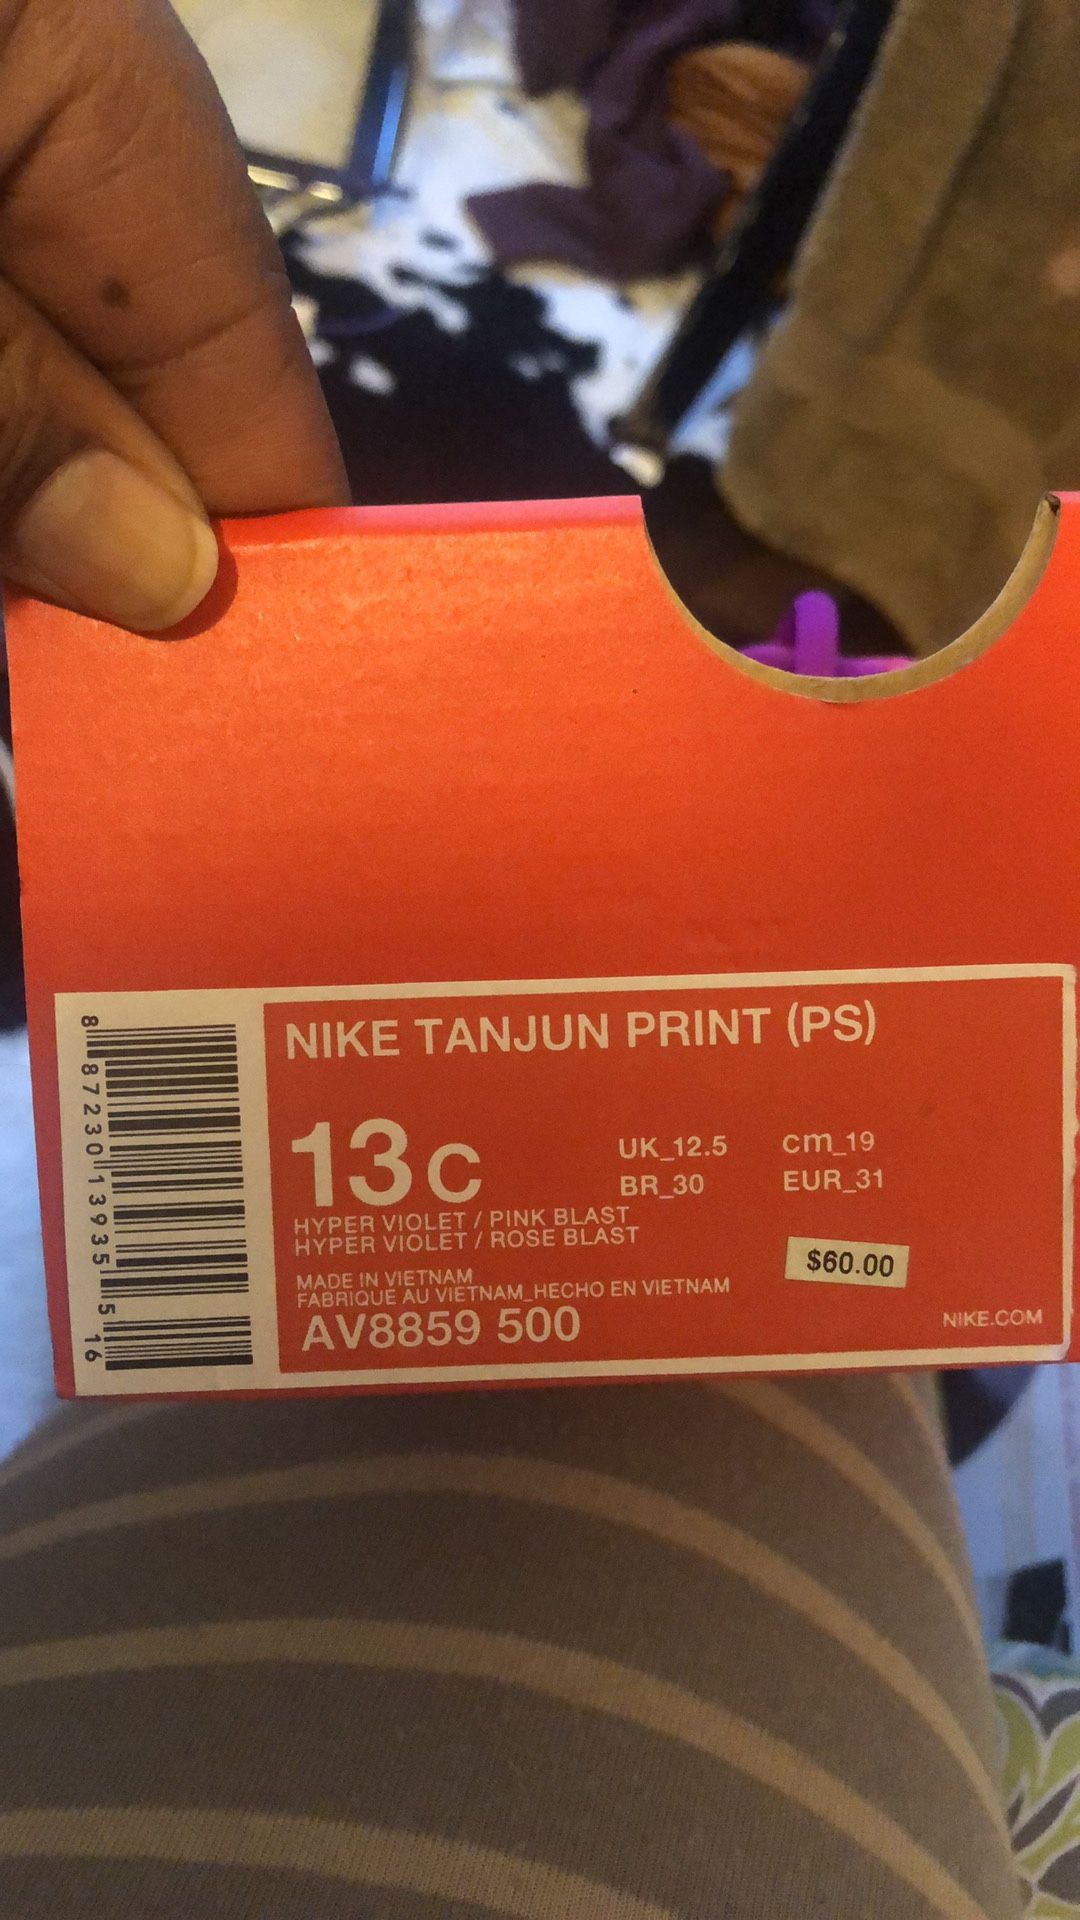 NIKE TANJUN PRINT (PS)
13C
UK_12.5 cm_19
BR_30 EUR_31
HYPER VIOLET / PINK BLAST
HYPER VIOLET / ROSE BLAST
$60.00
MADE IN VIETNAM
FABRIQUE AU VIETNAM_HECHO EN VIETNAM
AV8859 500
NIKE.COM
8 87230 13935 5 16